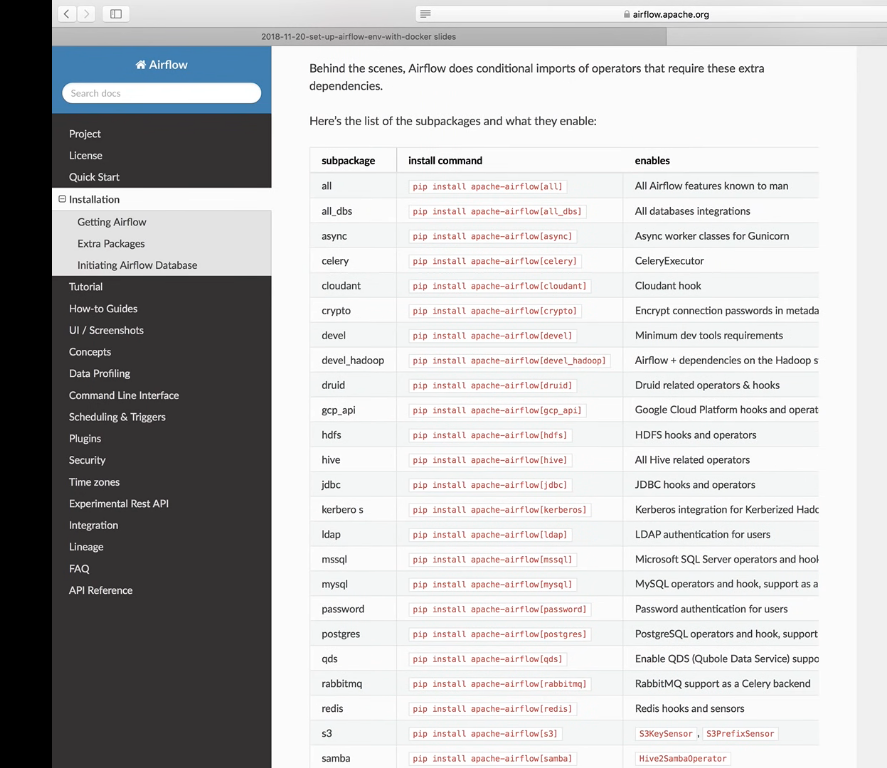 airflow.apache.org
2018-11-20-set-up-airflow-env-with-docker slides
Airflow
Search docs
Project
License
Quick Start
Installation
Getting Airflow
Extra Packages
Initiating Airflow Database
Tutorial
How-to Guides
UI / Screenshots
Concepts
Data Profiling
Command Line Interface
Scheduling & Triggers
Plugins
Security
Time zones
Experimental Rest API
Integration
Lineage
FAQ
API Reference
Behind the scenes, Airflow does conditional imports of operators that require these extra
dependencies.
Here's the list of the subpackages and what they enable:
subpackage install command enables
all pip install apache-airflow[all] All Airflow features known to man
all_dbs pip install apache-airflow[all_dbs] All databases integrations
async pip install apache-airflow[async] Async worker classes for Gunicorn
celery pip install apache-airflow[celery] CeleryExecutor
cloudant pip install apache-airflow[cloudant] Cloudant hook
crypto pip install apache-airflow[crypto] Encrypt connection passwords in metada
devel pip install apache-airflow[devel] Minimum dev tools requirements
devel_hadoop pip install apache-airflow[devel_hadoop] Airflow + dependencies on the Hadoop s
druid pip install apache-airflow[druid] Druid related operators & hooks
gcp_api pip install apache-airflow[gcp_api] Google Cloud Platform hooks and operat
hdfs pip install apache-airflow[hdfs] HDFS hooks and operators
hive pip install apache-airflow[hive] All Hive related operators
jdbc pip install apache-airflow[jdbc] JDBC hooks and operators
kerbero s pip install apache-airflow[kerberos] Kerberos integration for Kerberized Hado
ldap pip install apache-airflow[ldap] LDAP authentication for users
mssql pip install apache-airflow[mssql] Microsoft SQL Server operators and hook
mysql pip install apache-airflow[mysql] MySQL operators and hook, support as a
password pip install apache-airflow[password] Password authentication for users
postgres pip install apache-airflow[postgres] PostgreSQL operators and hook, support
qds pip install apache-airflow[qds] Enable QDS (Qubole Data Service) suppo
rabbitmq pip install apache-airflow[rabbitmq] RabbitMQ support as a Celery backend
redis pip install apache-airflow[redis] Redis hooks and sensors
s3 pip install apache-airflow[s3] S3KeySensor , S3PrefixSensor
samba pip install apache-airflow[samba] Hive2SambaOperator